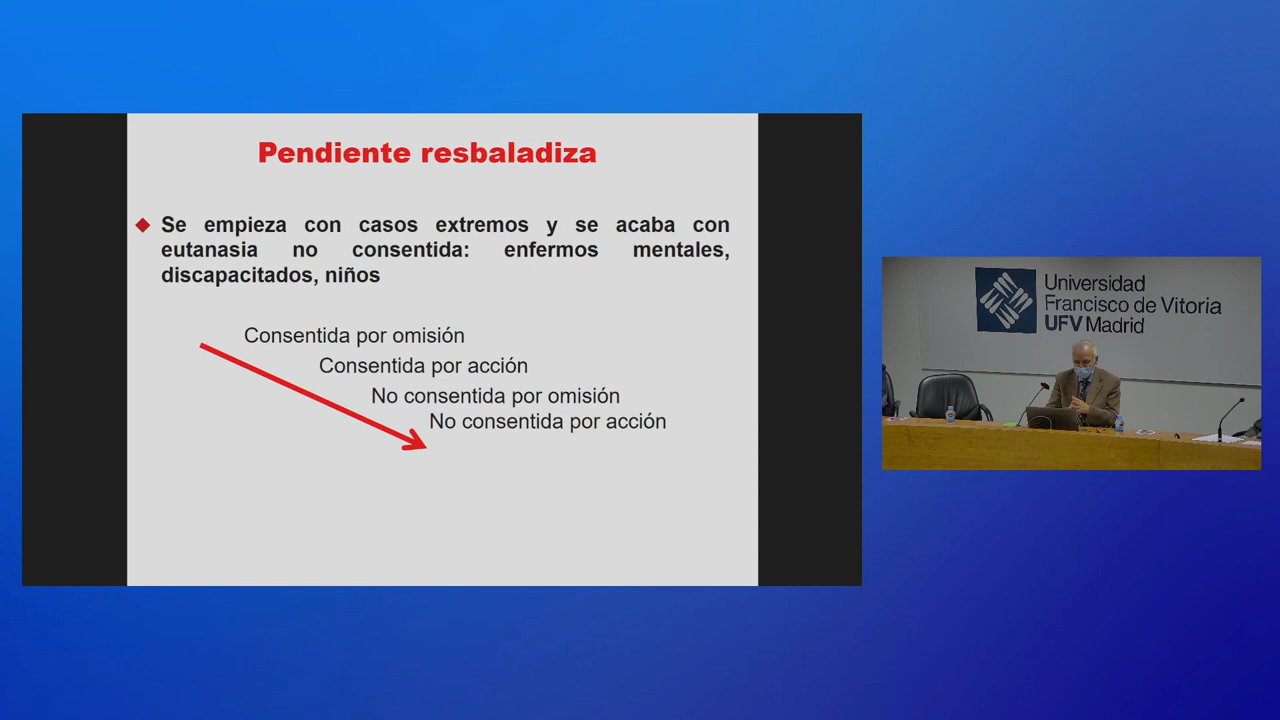 Pendiente resbaladiza
Se empieza con casos extremos y se acaba con
eutanasia no consentida: enfermos mentales,
discapacitados, niños
Consentida por omisión
Consentida por acción
No consentida por omisión
No consentida por acción
Universidad
Francisco de Vitoria
UFV Madrid